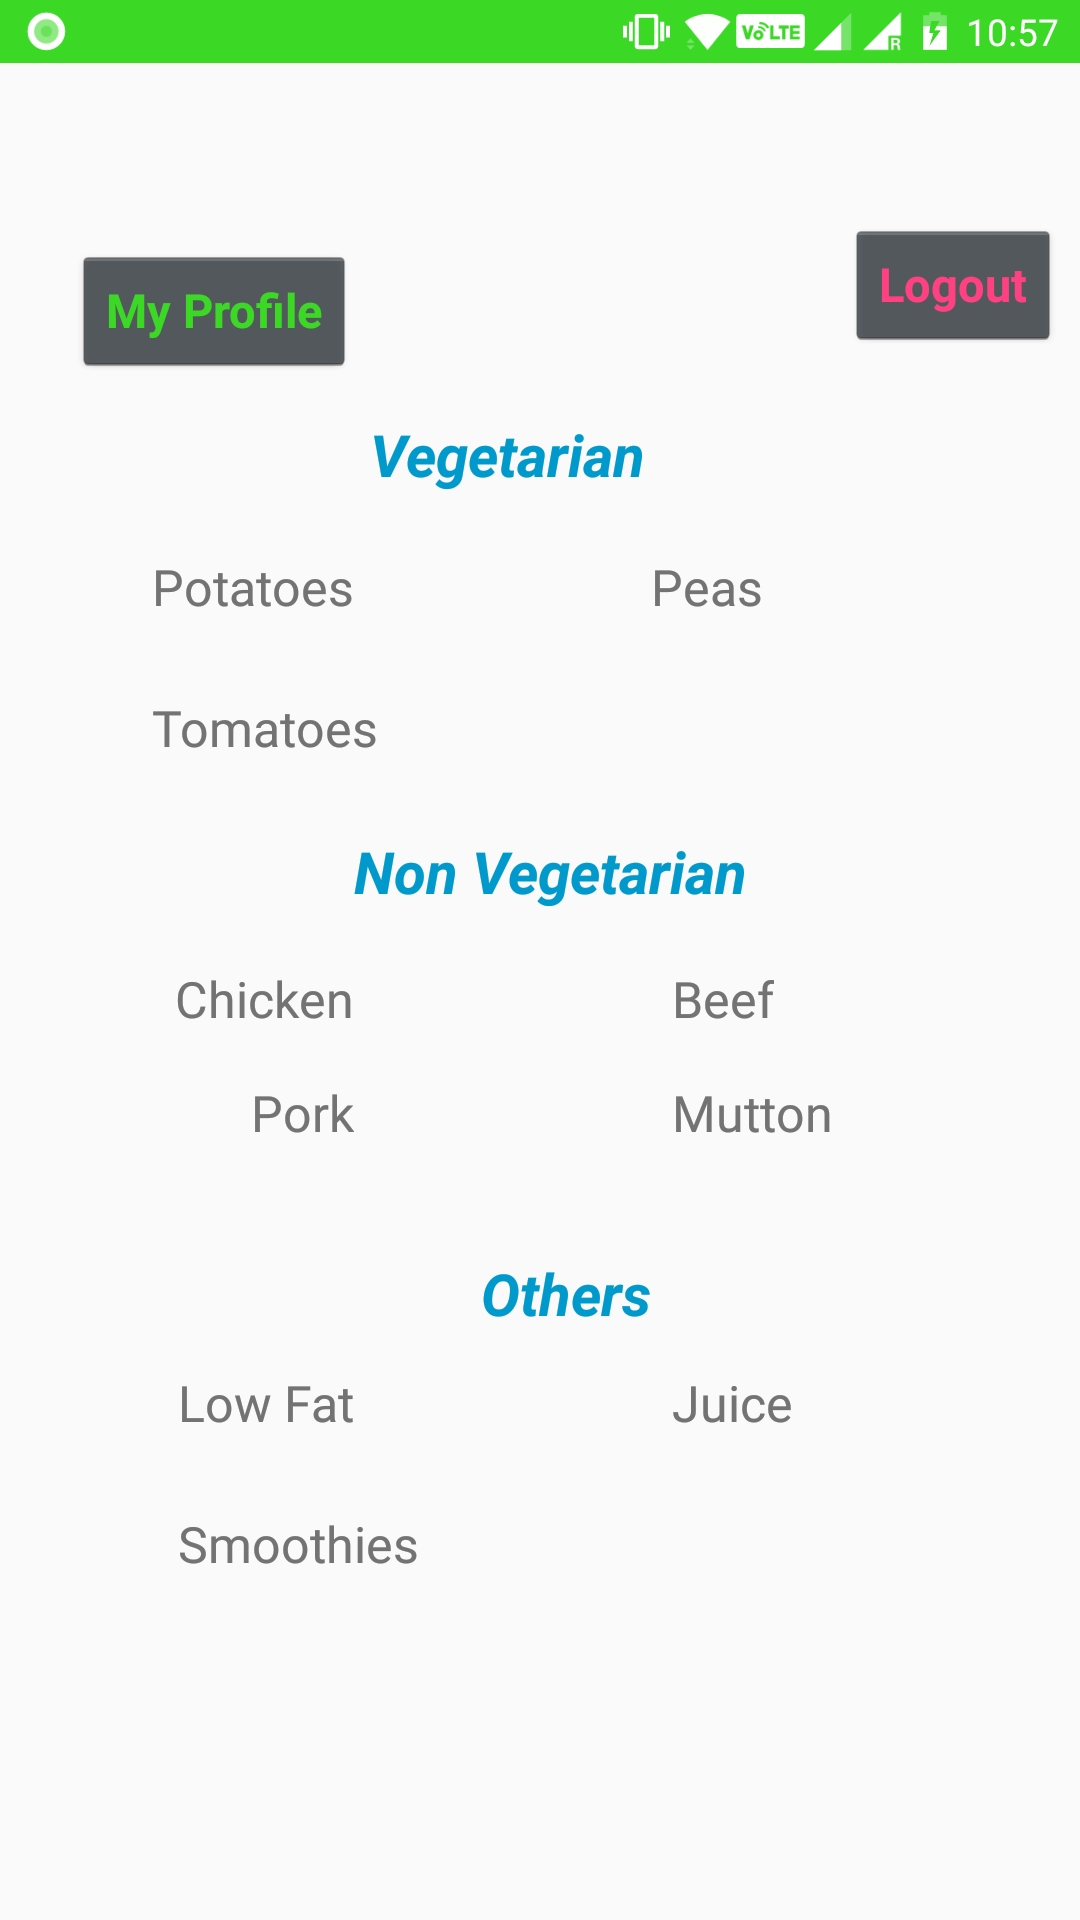 VoLTE R 10:57
My Profile
Logout
Vegetarian
Potatoes Peas
Tomatoes
Non Vegetarian
Chicken Beef
Pork Mutton
Others
Low Fat Juice
Smoothies